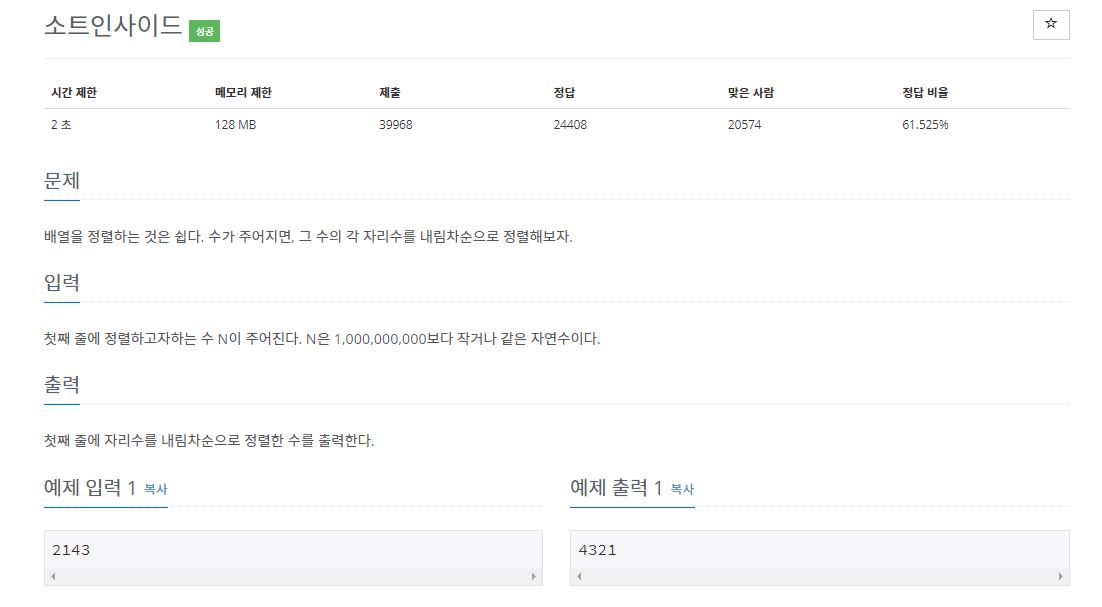 소트인사이드 성공
☆
시간 제한 메모리 제한 제출 정답 맞은 사람 정답 비율
2 초 128 MB 39968 24408 20574 61.525%
문제
배열을 정렬하는 것은 쉽다. 수가 주어지면, 그 수의 각 자리수를 내림차순으로 정렬해보자.
입력
첫째 줄에 정렬하고자하는 수 N이 주어진다. N은 1,000,000,000보다 작거나 같은 자연수이다.
출력
첫째 줄에 자리수를 내림차순으로 정렬한 수를 출력한다.
예제 입력 1 복사
2143
예제 출력 1 복사
4321